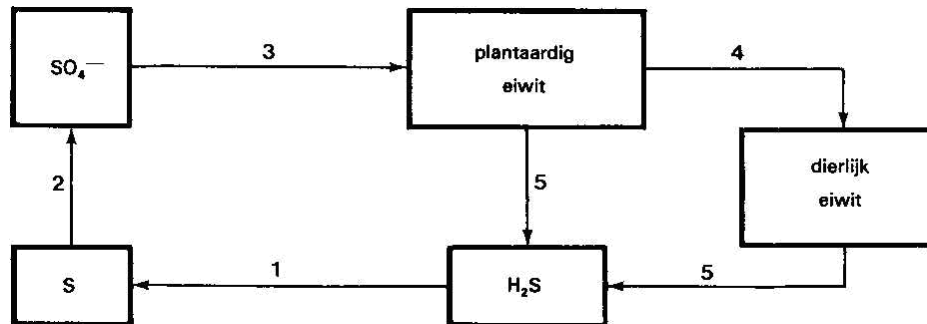 3
SO₄⁻⁻
plantaardig
eiwit
4
2
5
dierlijk
eiwit
S
1
H₂S
5